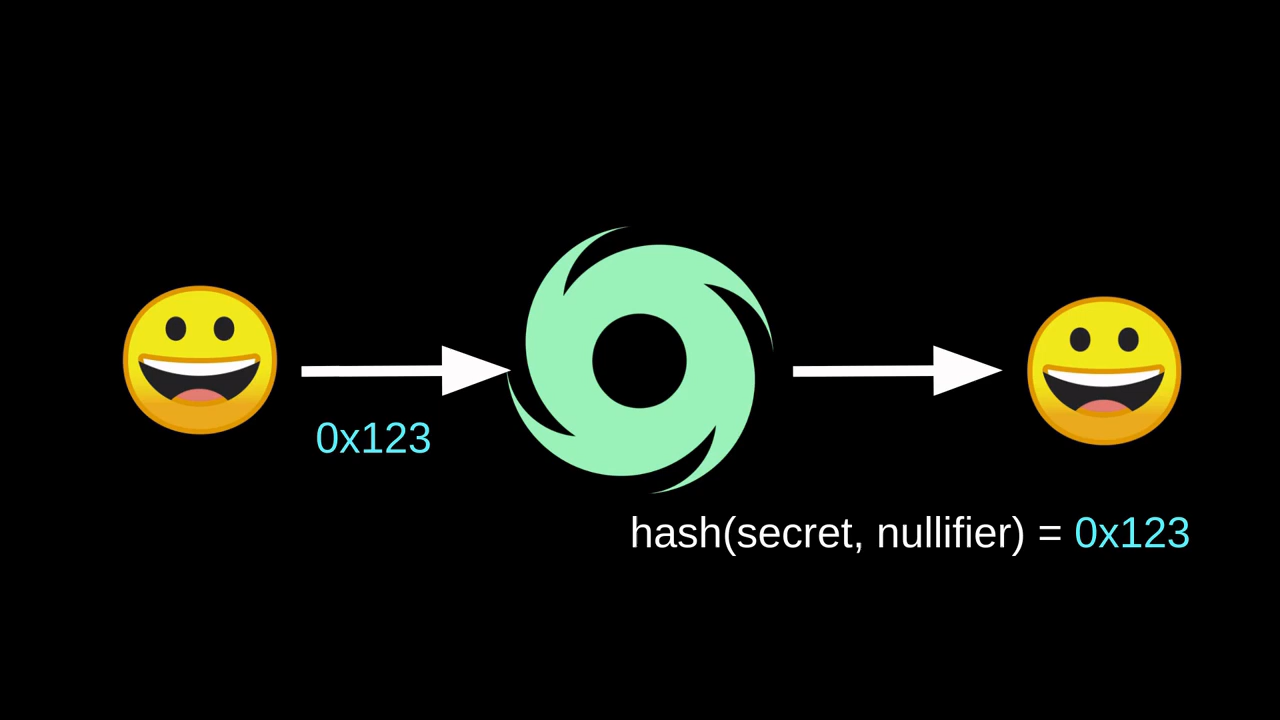 0x123
hash(secret, nullifier) = 0x123